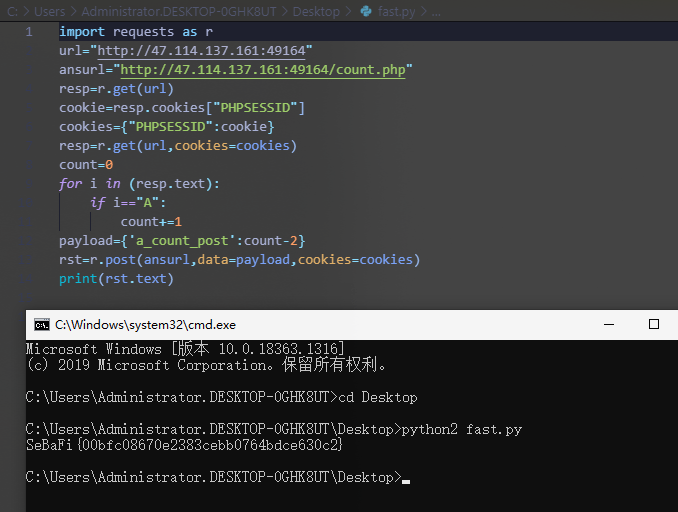 C: > Users > Administrator.DESKTOP-0GHK8UT > Desktop > fast.py > ...
1 import requests as r
url="http://47.114.137.161:49164"
ansurl="http://47.114.137.161:49164/count.php"
resp=r.get(url)
cookie=resp.cookies["PHPSESSID"]
cookies={"PHPSESSID":cookie}
resp=r.get(url,cookies=cookies)
count=0
for i in (resp.text):
    if i=="A":
        count+=1
payload={'a_count_post':count-2}
rst=r.post(ansurl,data=payload,cookies=cookies)
print(rst.text)
C:\Windows\system32\cmd.exe
Microsoft Windows [版本 10.0.18363.1316]
(c) 2019 Microsoft Corporation。保留所有权利。
C:\Users\Administrator.DESKTOP-0GHK8UT>cd Desktop
C:\Users\Administrator.DESKTOP-0GHK8UT\Desktop>python2 fast.py
SeBaFi{00bfc08670e2383cebb0764bdce630c2}
C:\Users\Administrator.DESKTOP-0GHK8UT\Desktop>